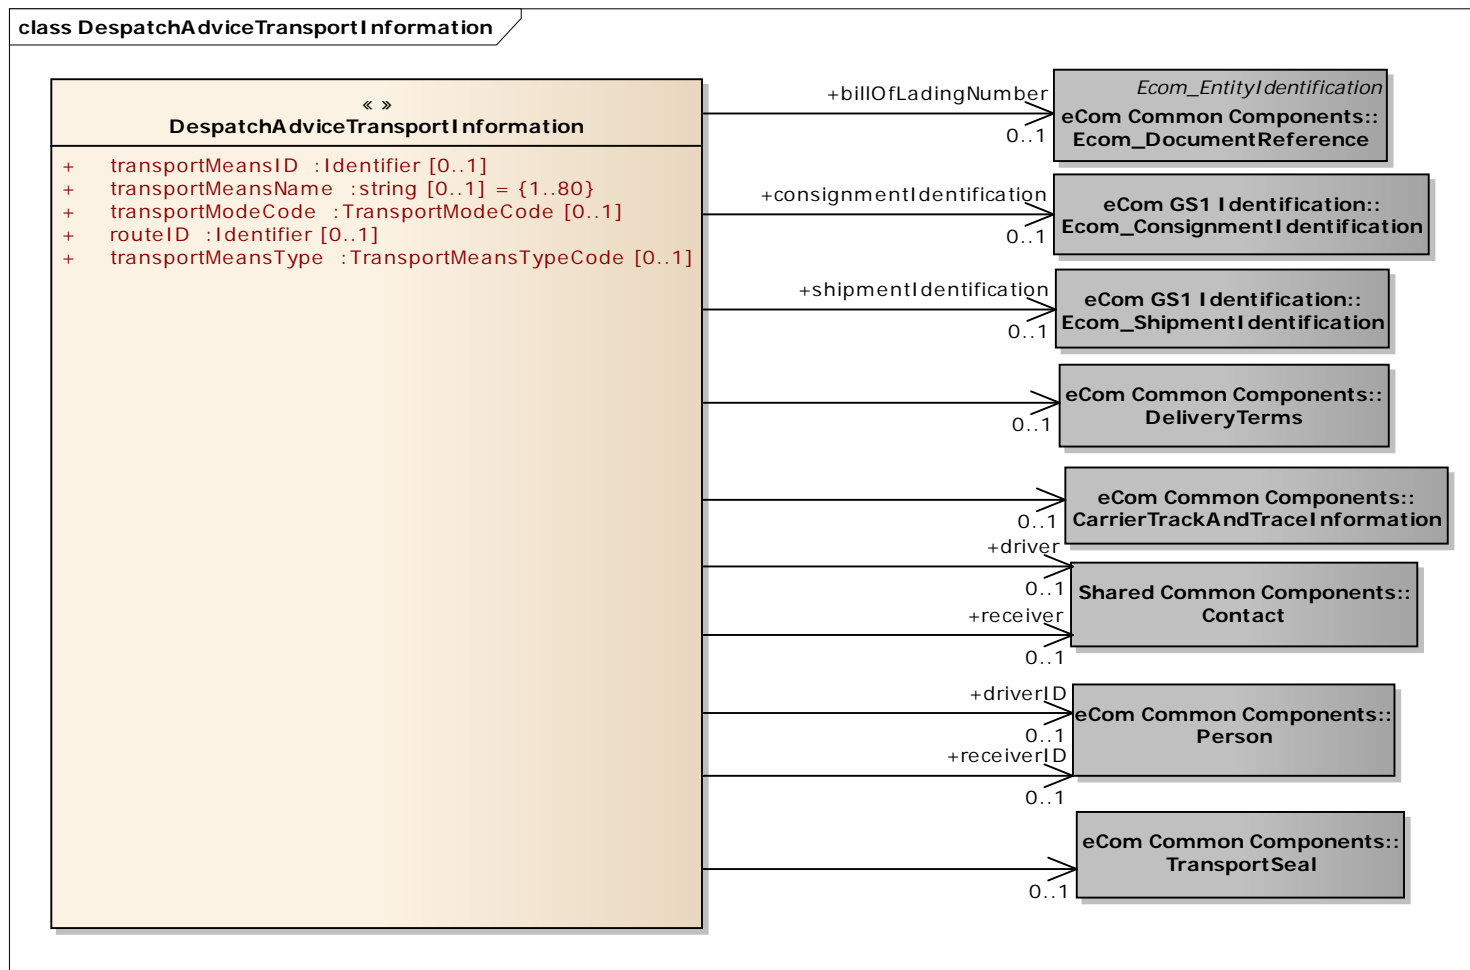 class DespatchAdviceTransportInformation
« »
DespatchAdviceTransportInformation
+ transportMeansID :Identifier [0..1]
+ transportMeansName :string [0..1] = {1..80}
+ transportModeCode :TransportModeCode [0..1]
+ routeID :Identifier [0..1]
+ transportMeansType :TransportMeansTypeCode [0..1]
+billOfLadingNumber
0..1
Ecom_EntityIdentification
eCom Common Components::
Ecom_DocumentReference
+consignmentIdentification
0..1
eCom GS1 Identification::
Ecom_ConsignmentIdentification
+shipmentIdentification
0..1
eCom GS1 Identification::
Ecom_ShipmentIdentification
0..1
eCom Common Components::
DeliveryTerms
0..1
eCom Common Components::
CarrierTrackAndTraceInformation
+driver
0..1
+receiver
0..1
Shared Common Components::
Contact
+driverID
0..1
+receiverID
0..1
eCom Common Components::
Person
0..1
eCom Common Components::
TransportSeal